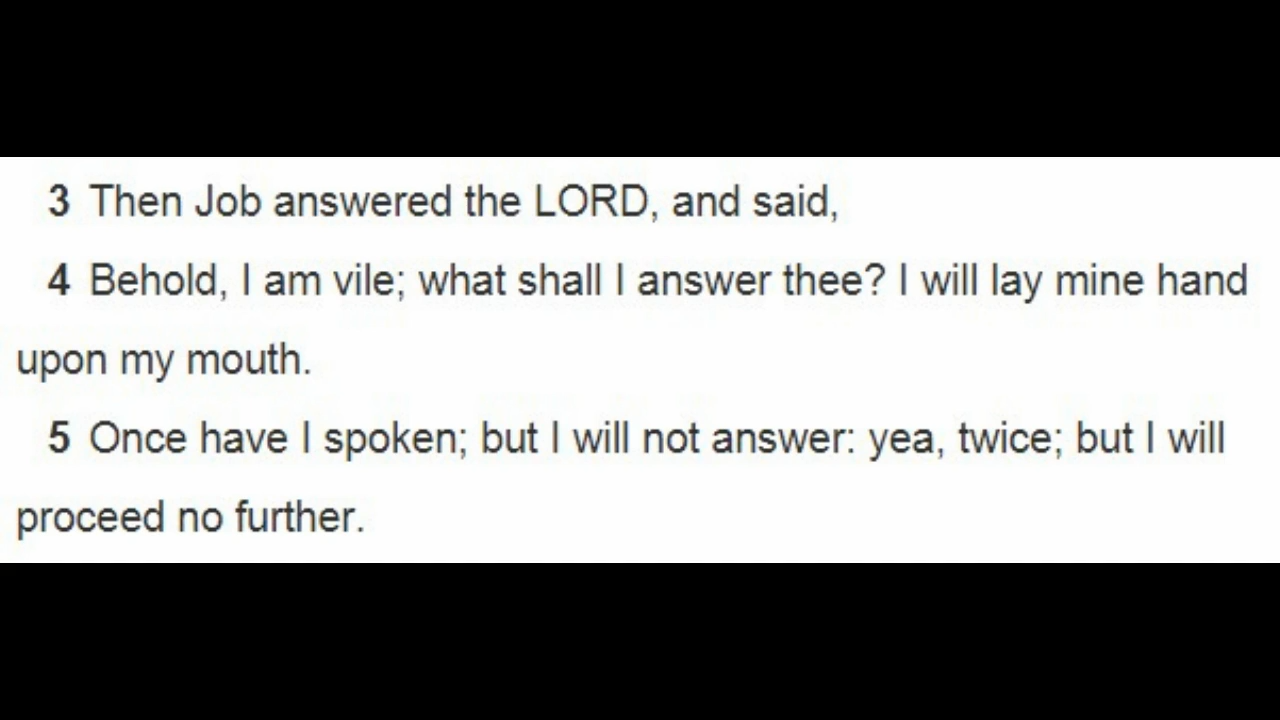 3 Then Job answered the LORD, and said,
4 Behold, I am vile; what shall I answer thee? I will lay mine hand
upon my mouth.
5 Once have I spoken; but I will not answer: yea, twice; but I will
proceed no further.